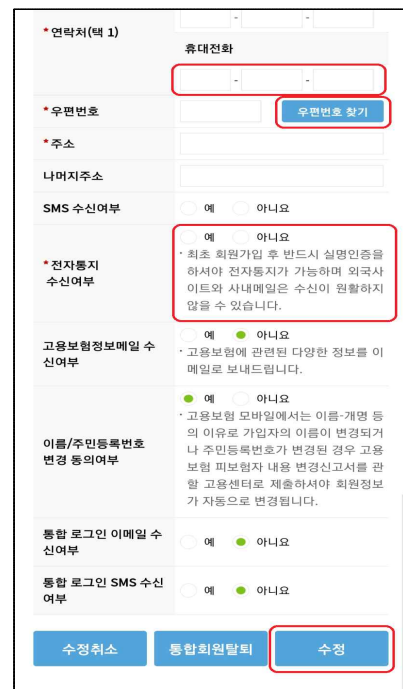 *연락처(택 1)
- -
휴대전화
- -
*우편번호
우편번호 찾기
*주소
나머지주소
SMS 수신여부
예 아니요
*전자통지
수신여부
예 아니요
· 최초 회원가입 후 반드시 실명인증을
하셔야 전자통지가 가능하며 외국사
이트와 사내메일은 수신이 원활하지
않을 수 있습니다.
고용보험정보메일 수
신여부
예 아니요
· 고용보험에 관련된 다양한 정보를 이
메일로 보내드립니다.
이름/주민등록번호
변경 동의여부
예 아니요
· 고용보험 모바일에서는 이름-개명 등
의 이유로 가입자의 이름이 변경되거
나 주민등록번호가 변경된 경우 고용
보험 피보험자 내용 변경신고서를 관
할 고용센터로 제출하셔야 회원정보
가 자동으로 변경됩니다.
통합 로그인 이메일 수
신여부
예 아니요
통합 로그인 SMS 수신
여부
예 아니요
수정취소
통합회원탈퇴
수정